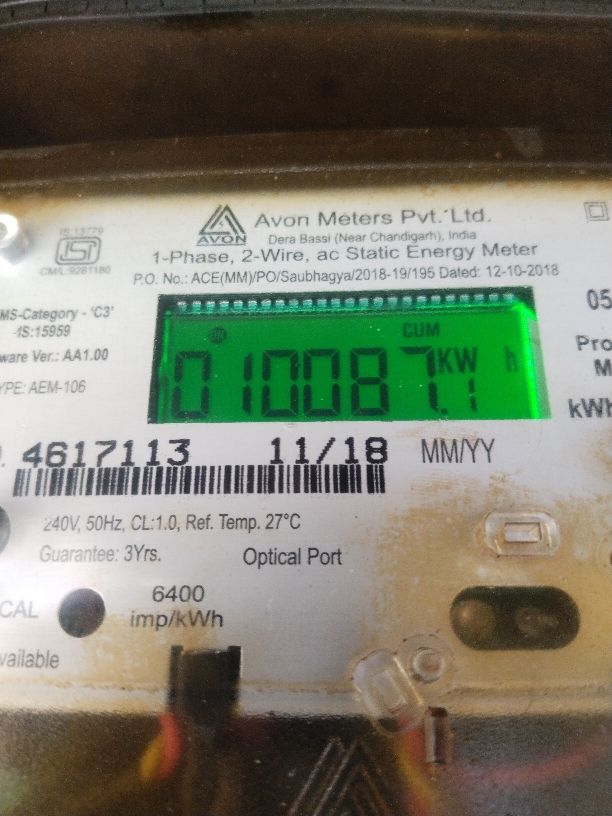 IS:13779
ISI
CM/L:9281180
AVON
Avon Meters Pvt. Ltd.
Dera Bassi (Near Chandigarh), India
1-Phase, 2-Wire, ac Static Energy Meter
P.O. No.: ACE(MM)/PO/Saubhagya/2018-19/195 Dated: 12-10-2018
MS-Category - 'C3'
IS:15959
ware Ver.: AA1.00
YPE: AEM-106
IN
CUM
010087.1 KW h
05
Pro
M
kWh
4617113 11/18 MM/YY
240V, 50Hz, CL:1.0, Ref. Temp. 27°C
Guarantee: 3Yrs.
Optical Port
CAL
6400
imp/kWh
vailable